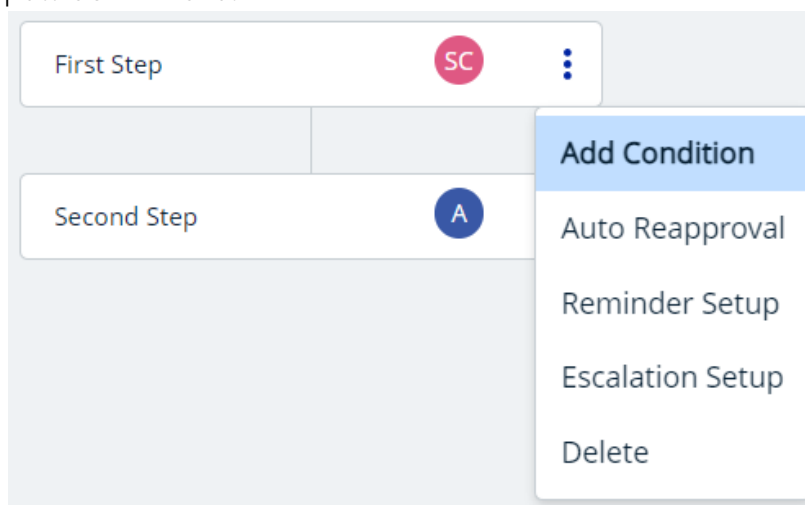 First Step
SC
Add Condition
Second Step
A
Auto Reapproval
Reminder Setup
Escalation Setup
Delete